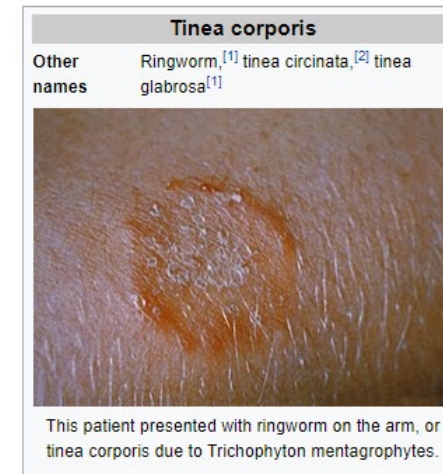 Tinea corporis
Other names
Ringworm,[1] tinea circinata,[2] tinea
glabrosa[1]
This patient presented with ringworm on the arm, or
tinea corporis due to Trichophyton mentagrophytes.